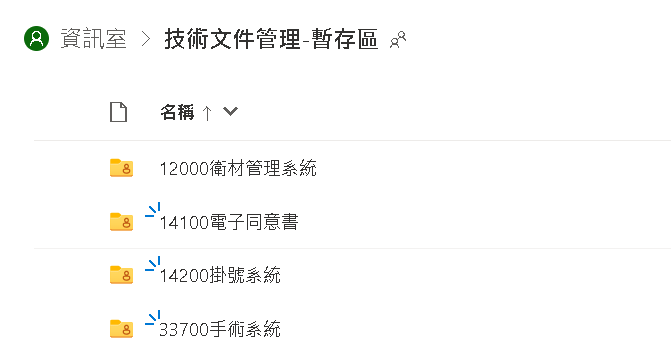 資訊室 > 技術文件管理-暫存區
名稱 ↑
12000衛材管理系統
14100電子同意書
14200掛號系統
33700手術系統